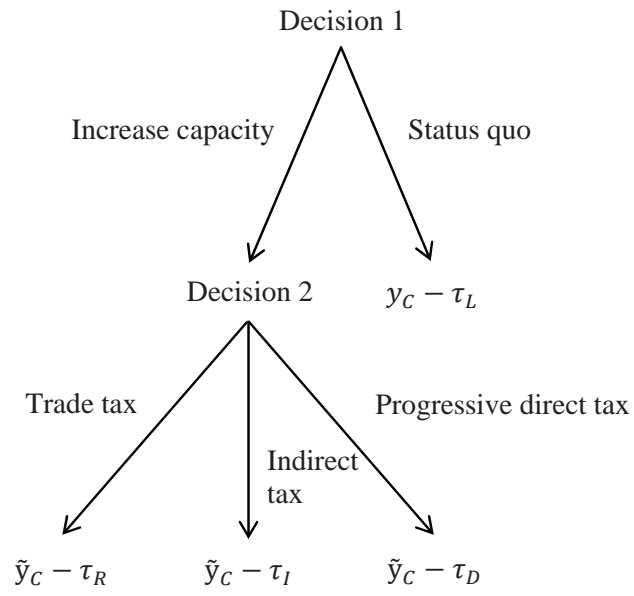 Decision 1
Increase capacity
Status quo
Decision 2
y_C − τ_L
Trade tax
Progressive direct tax
Indirect
tax
ỹ_C − τ_R
ỹ_C − τ_I
ỹ_C − τ_D